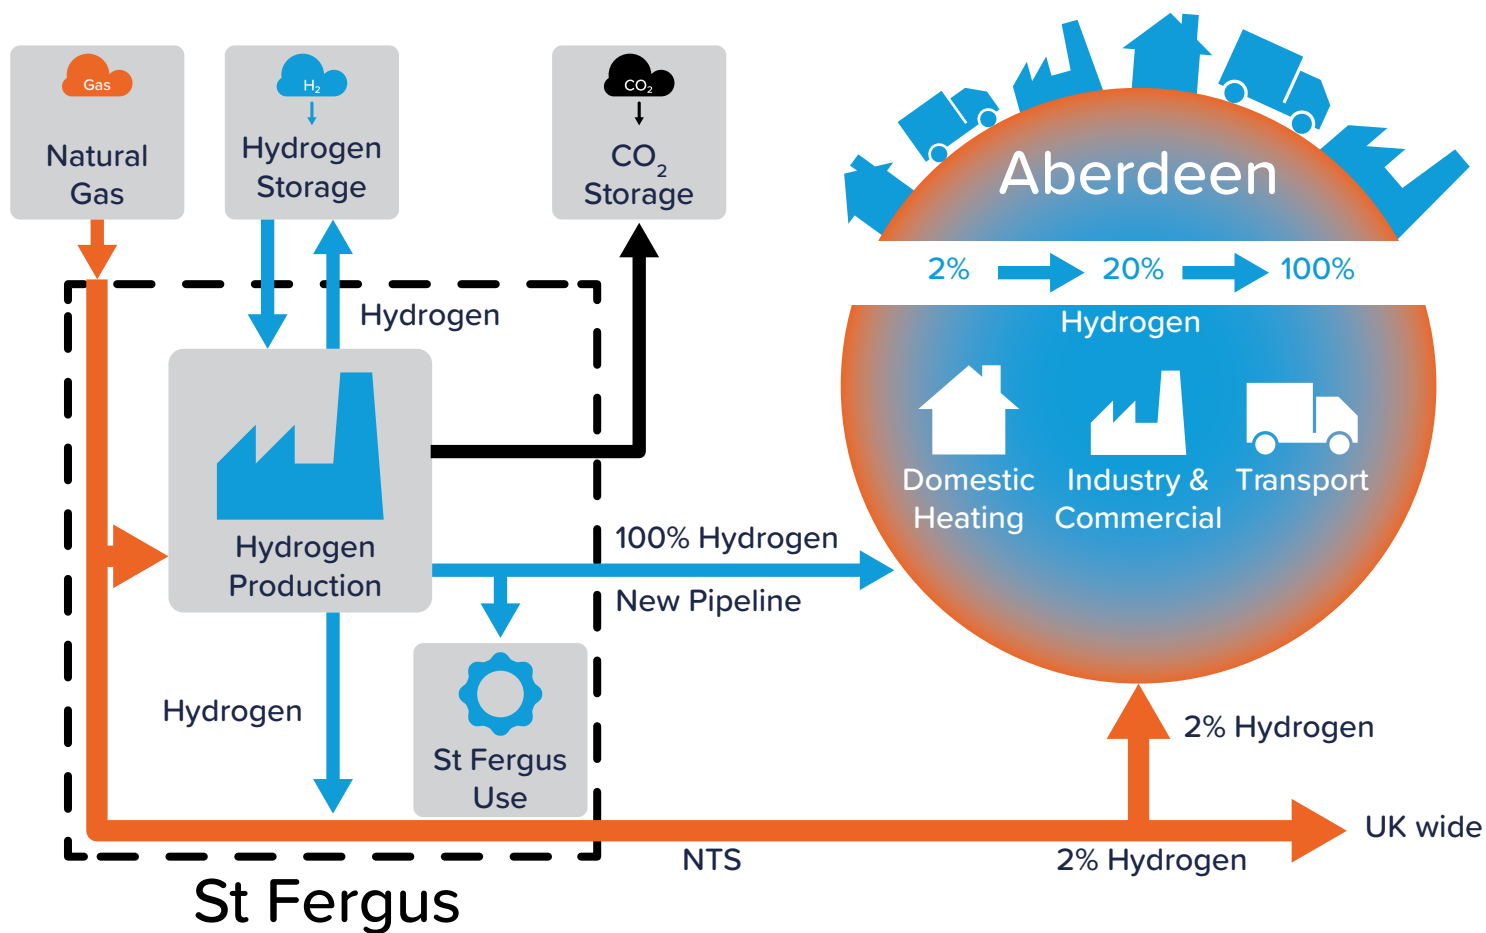 Gas
Natural
Gas
H₂
Hydrogen
Storage
CO₂
CO₂
Storage
Aberdeen
2%
20%
100%
Hydrogen
Hydrogen
Domestic
Heating
Industry &
Commercial
Transport
Hydrogen
Production
100% Hydrogen
New Pipeline
Hydrogen
St Fergus
Use
2% Hydrogen
UK wide
NTS
2% Hydrogen
St Fergus